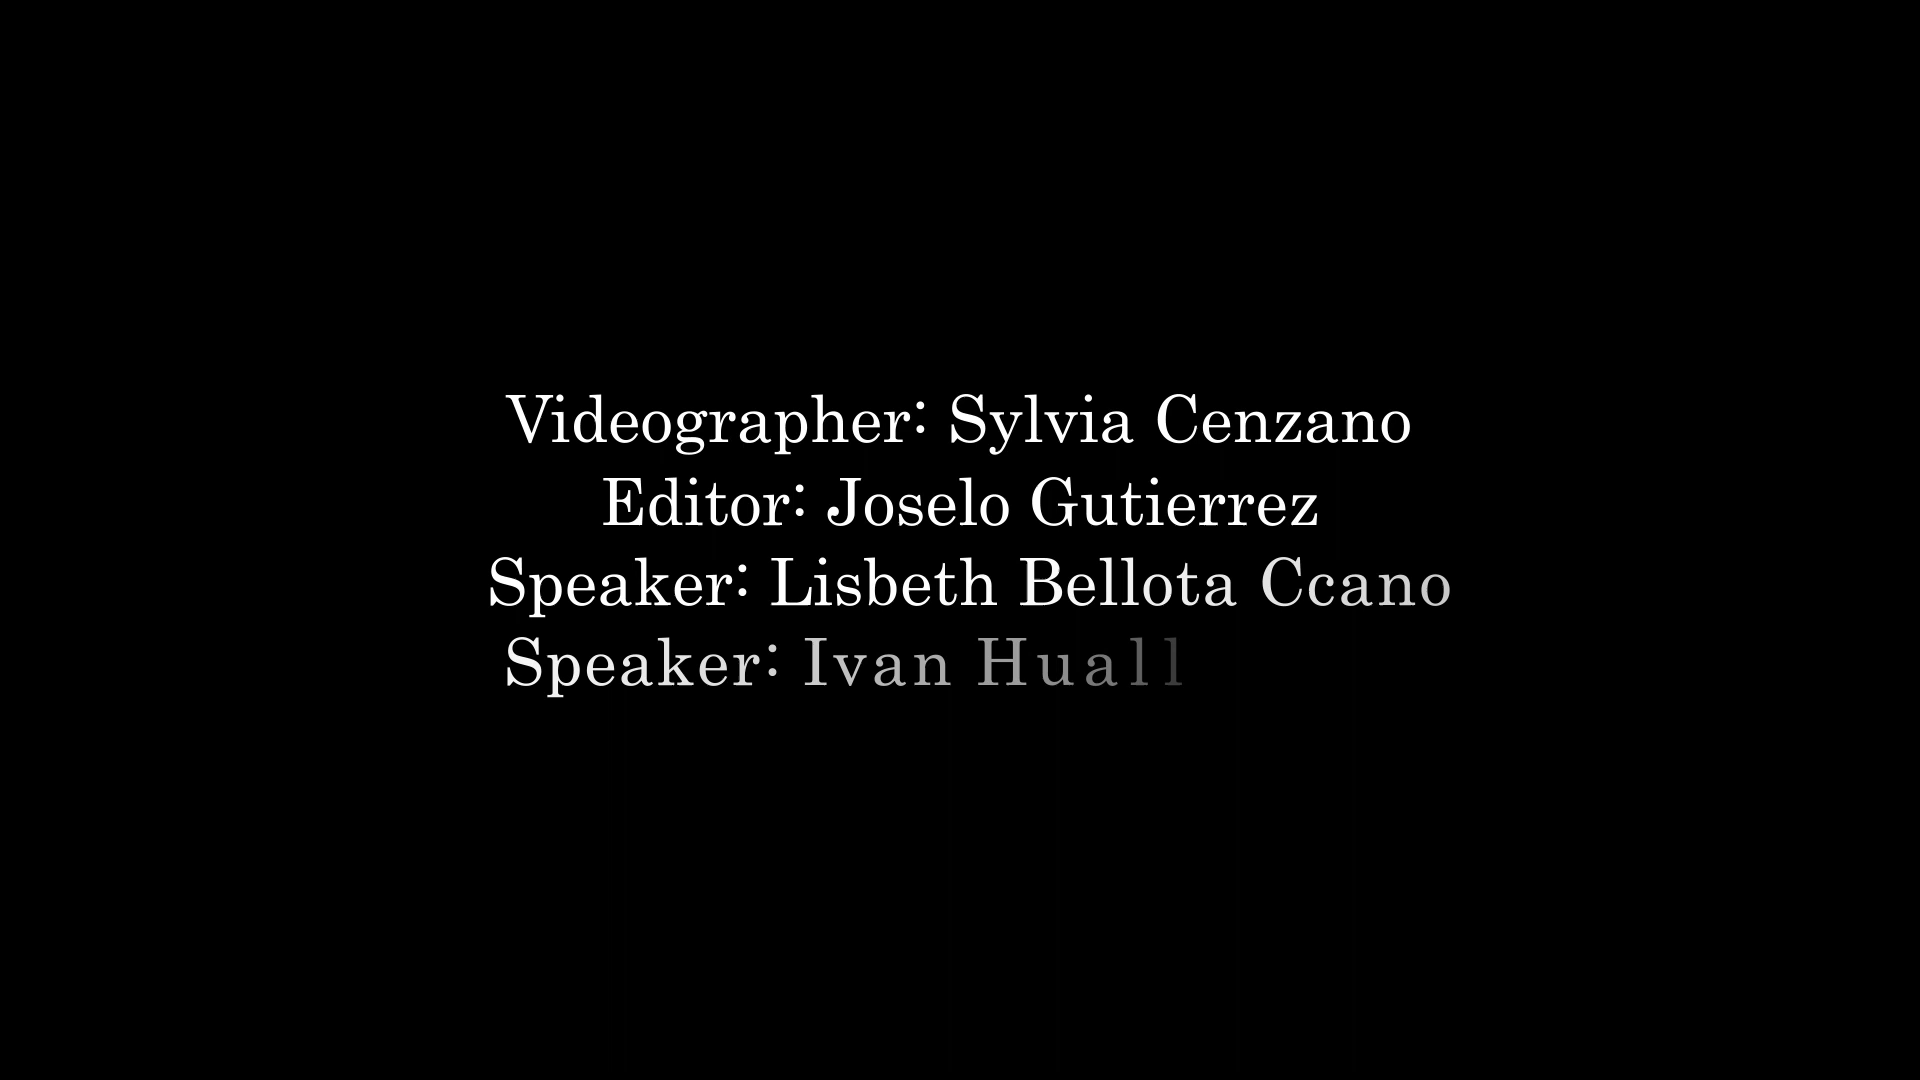 Videographer: Sylvia Cenzano
Editor: Joselo Gutierrez
Speaker: Lisbeth Bellota Ccano
Speaker: Ivan Huall